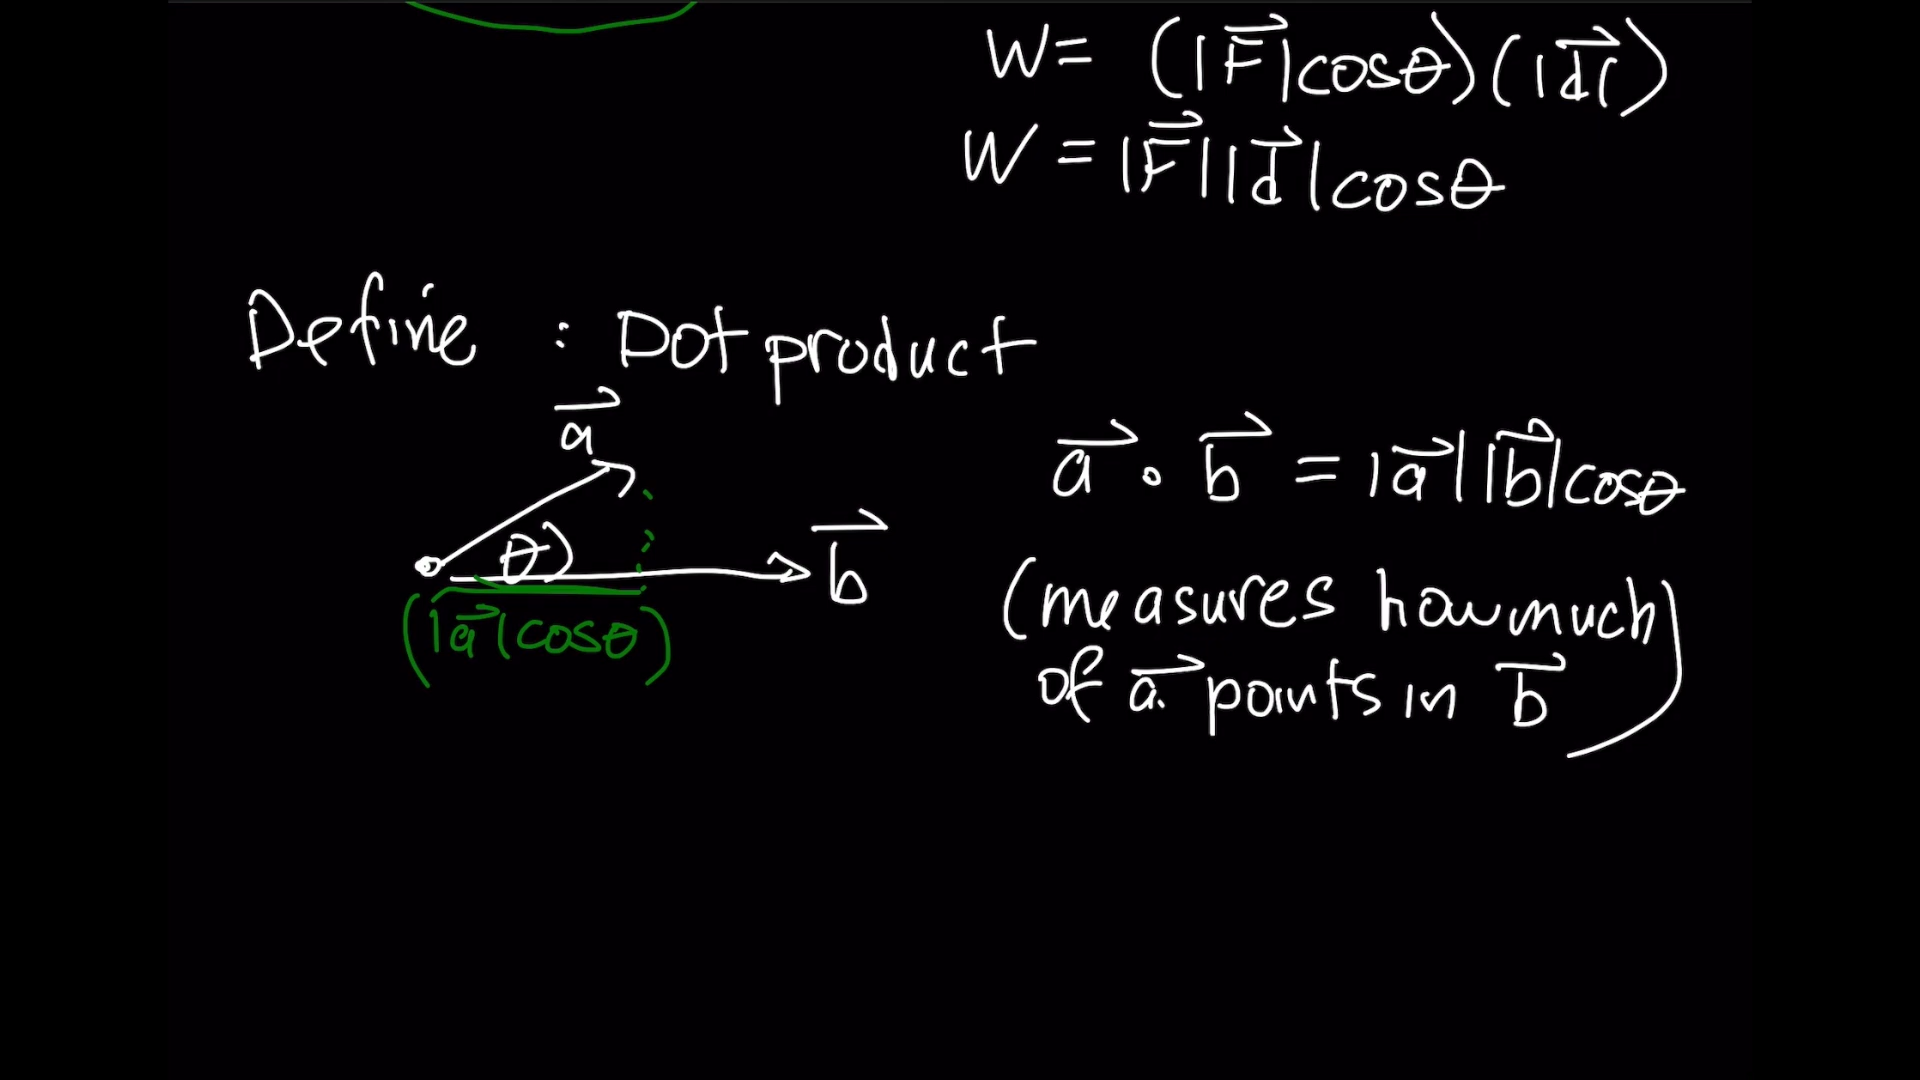 W= (|F⃗|cosθ)(|d⃗|)
W = |F⃗||d⃗|cosθ
Define : Dot product
a⃗
θ
b⃗
(|a⃗|cosθ)
a⃗ · b⃗ = |a⃗||b⃗|cosθ
(measures how much
of a⃗ points in b⃗)